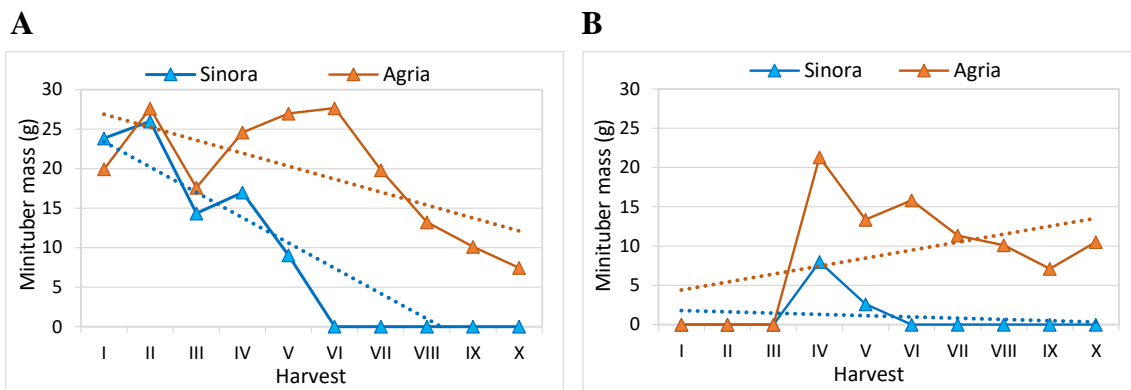 A
Sinora Agria
30
25
20
15
10
5
0
Minituber mass (g)
I II III IV V VI VII VIII IX X
Harvest
B
Sinora Agria
30
25
20
15
10
5
0
Minituber mass (g)
I II III IV V VI VII VIII IX X
Harvest